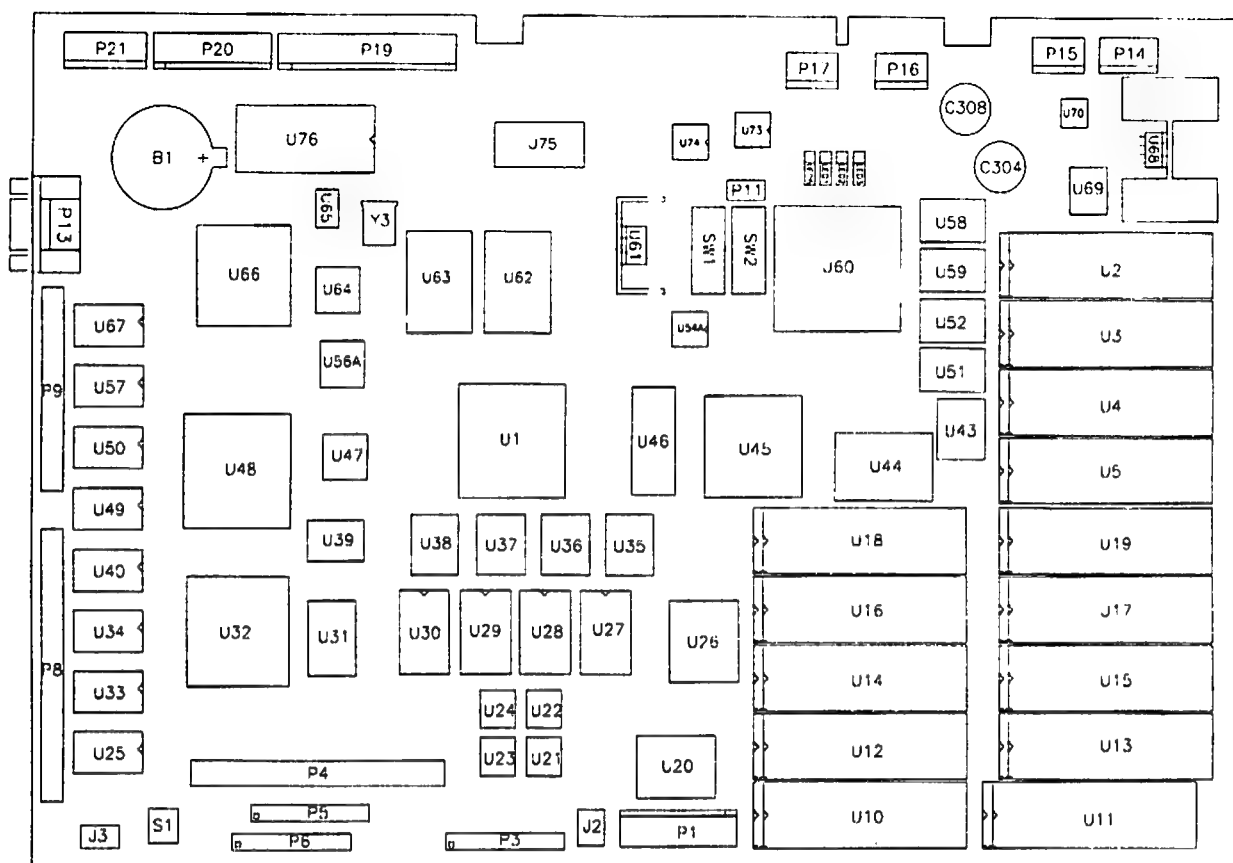 P21 P20 P19 P17 P16 P15 P14
C308
U70
U76 J75 U74 U73 U68
B1 +
C304
P11 U69
U65 Y3
P13
U58
U66 U63 U62 U61 SW1 SW2 J60 U2
U64 U59
U67 U54A U52 U3
U56A
U57 U51
P9 U4
U50 U48 U47 U1 U46 U45 U44 U43 U5
U49
U39 U38 U37 U36 U35 U18 U19
U40
U34 U32 U31 U30 U29 U28 U27 U26 U16 J17
P8
U33 U14 U15
U24 U22
U25 U23 U21 U12 U13
P4 U20
P5
S1 J2 U10 U11
J3 P6 P3 P1